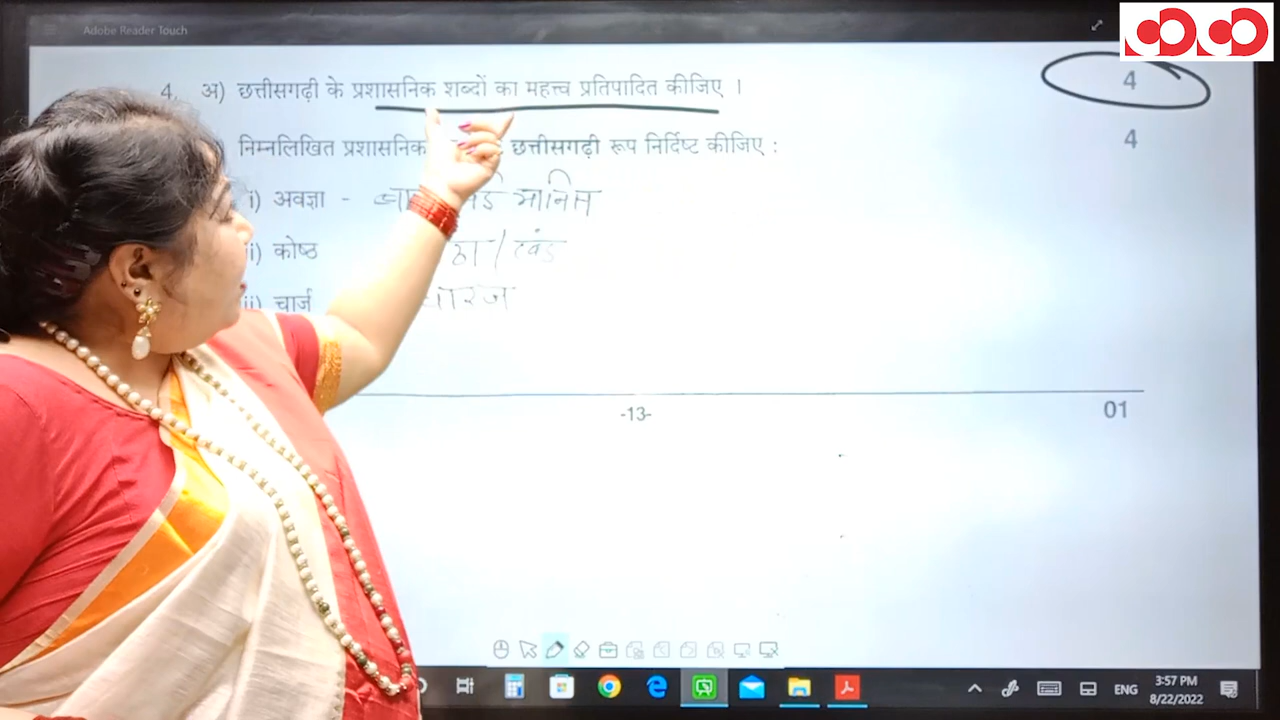 Adobe Reader Touch
4. अ) छत्तीसगढ़ी के प्रशासनिक शब्दों का महत्त्व प्रतिपादित कीजिए । 4
निम्नलिखित प्रशासनिक छत्तीसगढ़ी रूप निर्दिष्ट कीजिए : 4
i) अवज्ञा - मानित
i) कोष्ठ ठा / खंड
ii) चार्ज चारज
-13- 01
ENG 3:57 PM
8/22/2022